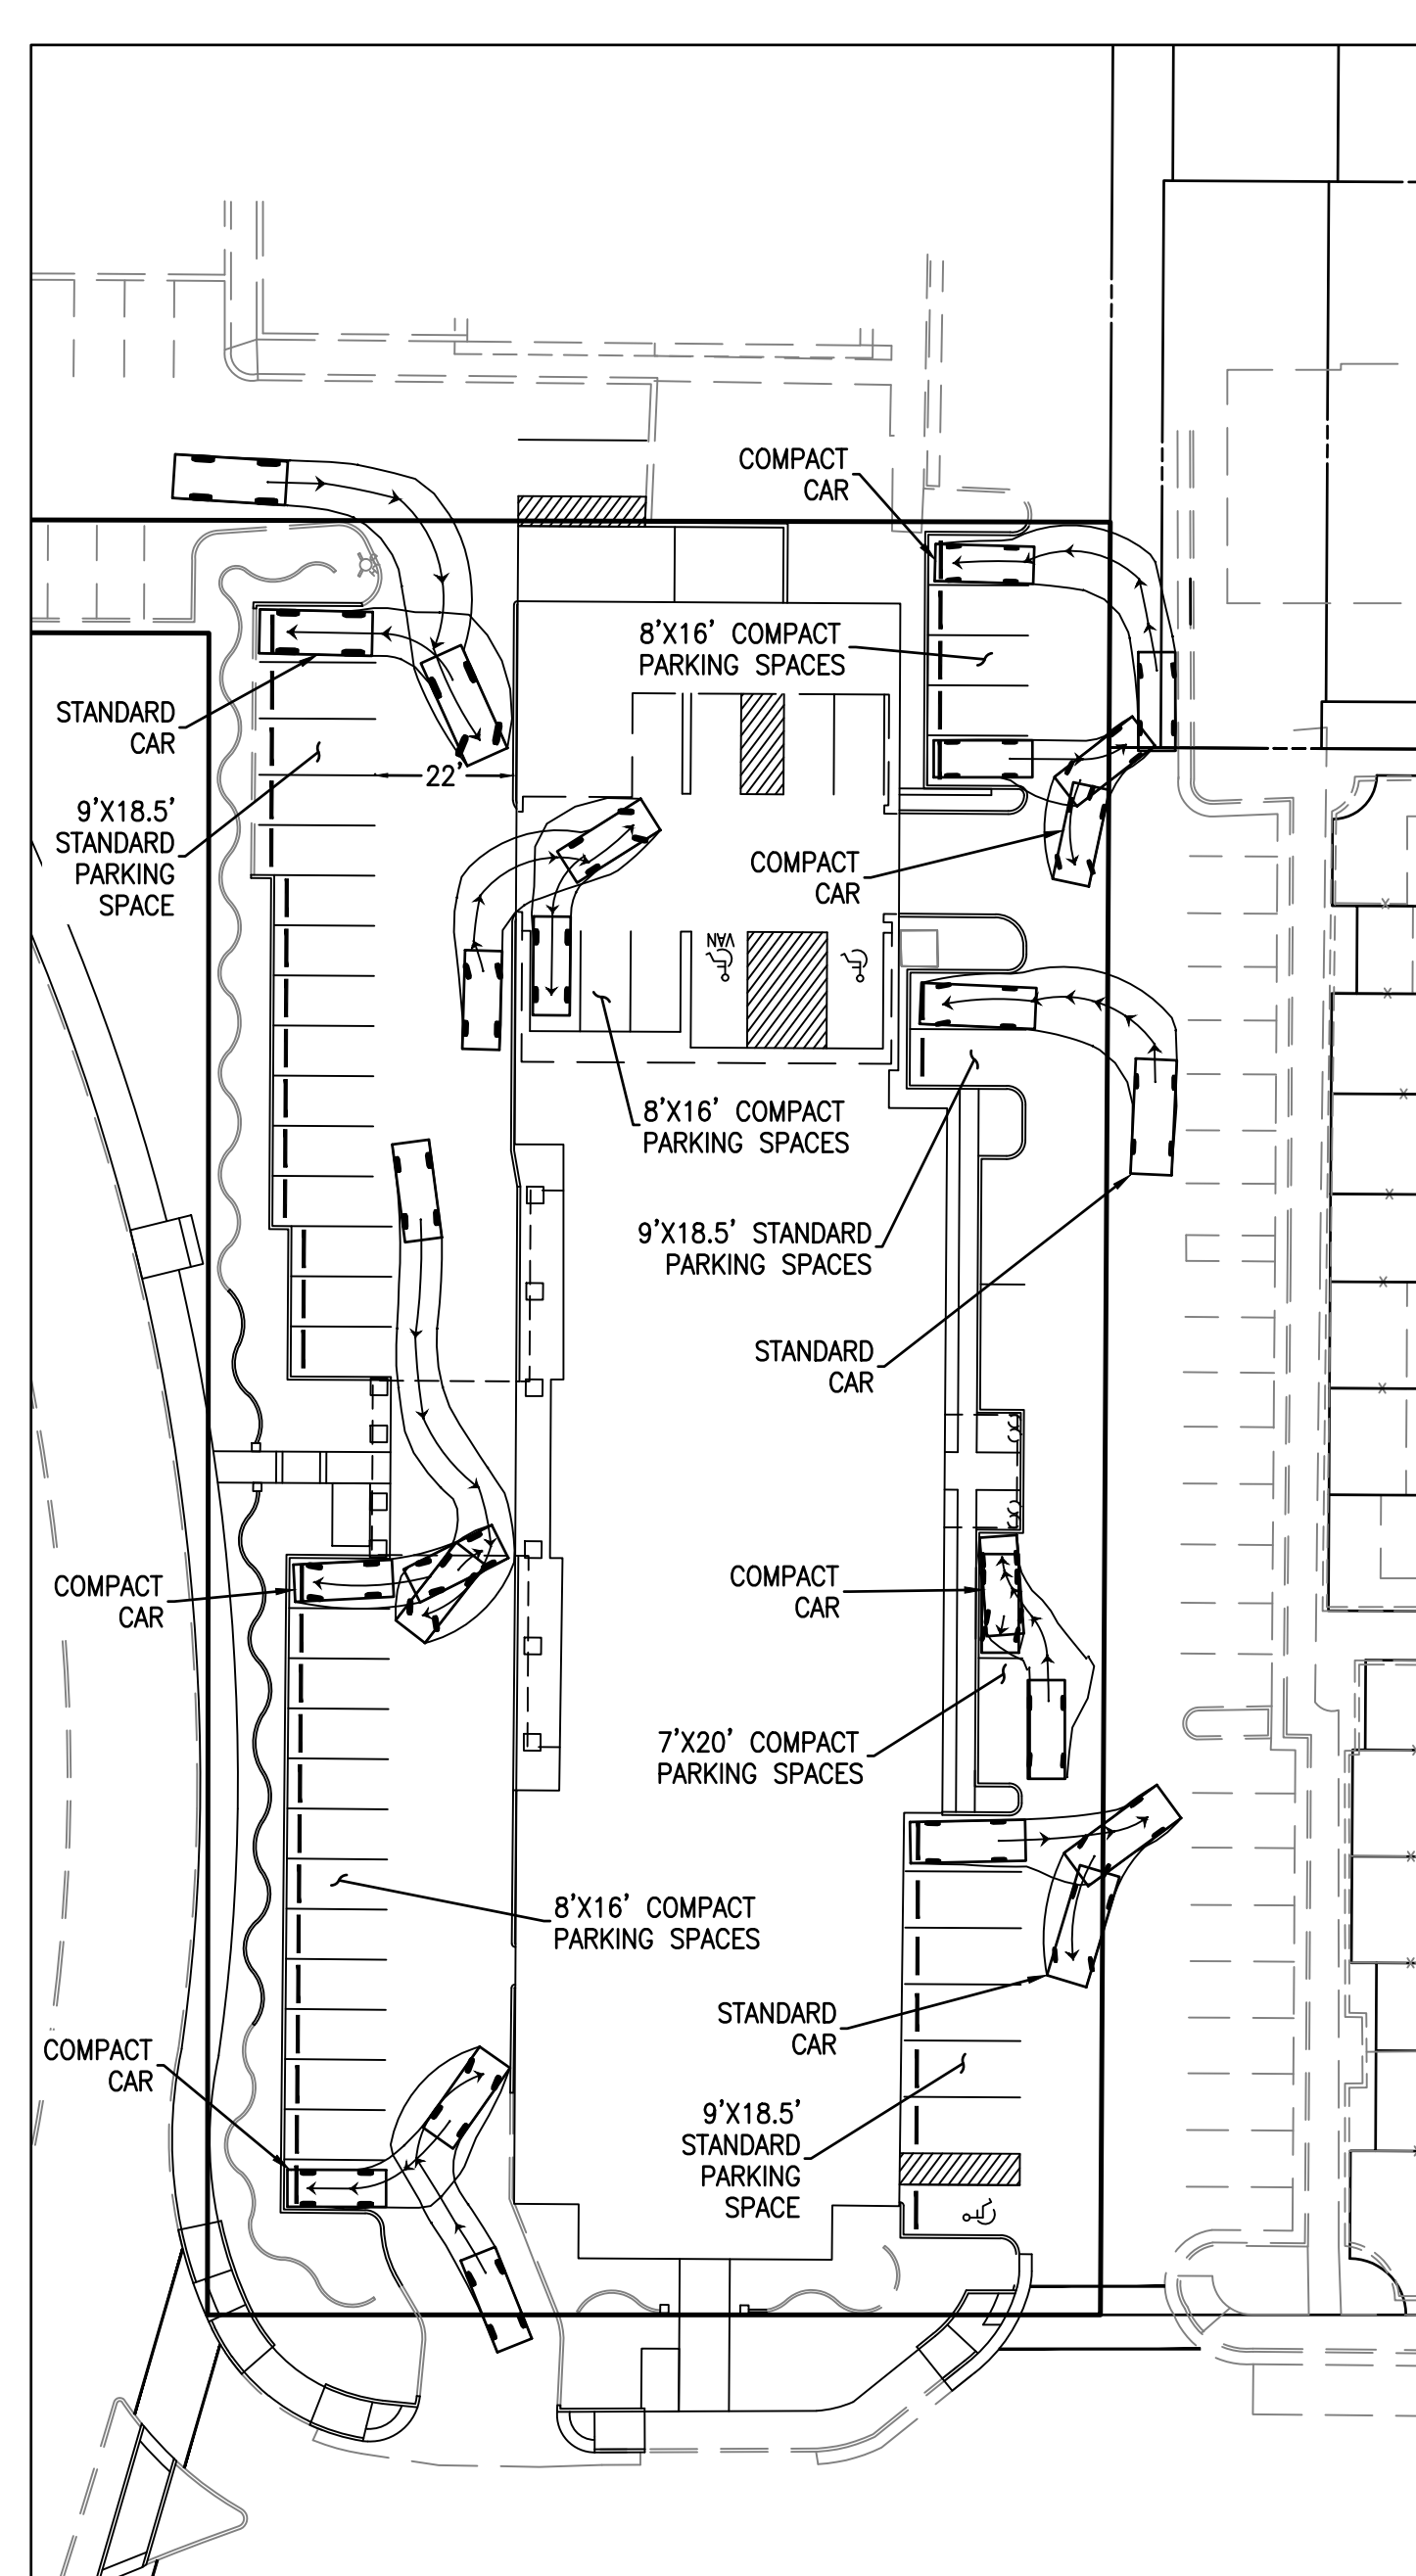 COMPACT
CAR
8'X16' COMPACT
PARKING SPACES
STANDARD
CAR
22'
9'X18.5'
STANDARD
PARKING
SPACE
COMPACT
CAR
VAN
8'X16' COMPACT
PARKING SPACES
9'X18.5' STANDARD
PARKING SPACES
STANDARD
CAR
COMPACT
CAR
COMPACT
CAR
7'X20' COMPACT
PARKING SPACES
8'X16' COMPACT
PARKING SPACES
STANDARD
CAR
COMPACT
CAR
9'X18.5'
STANDARD
PARKING
SPACE